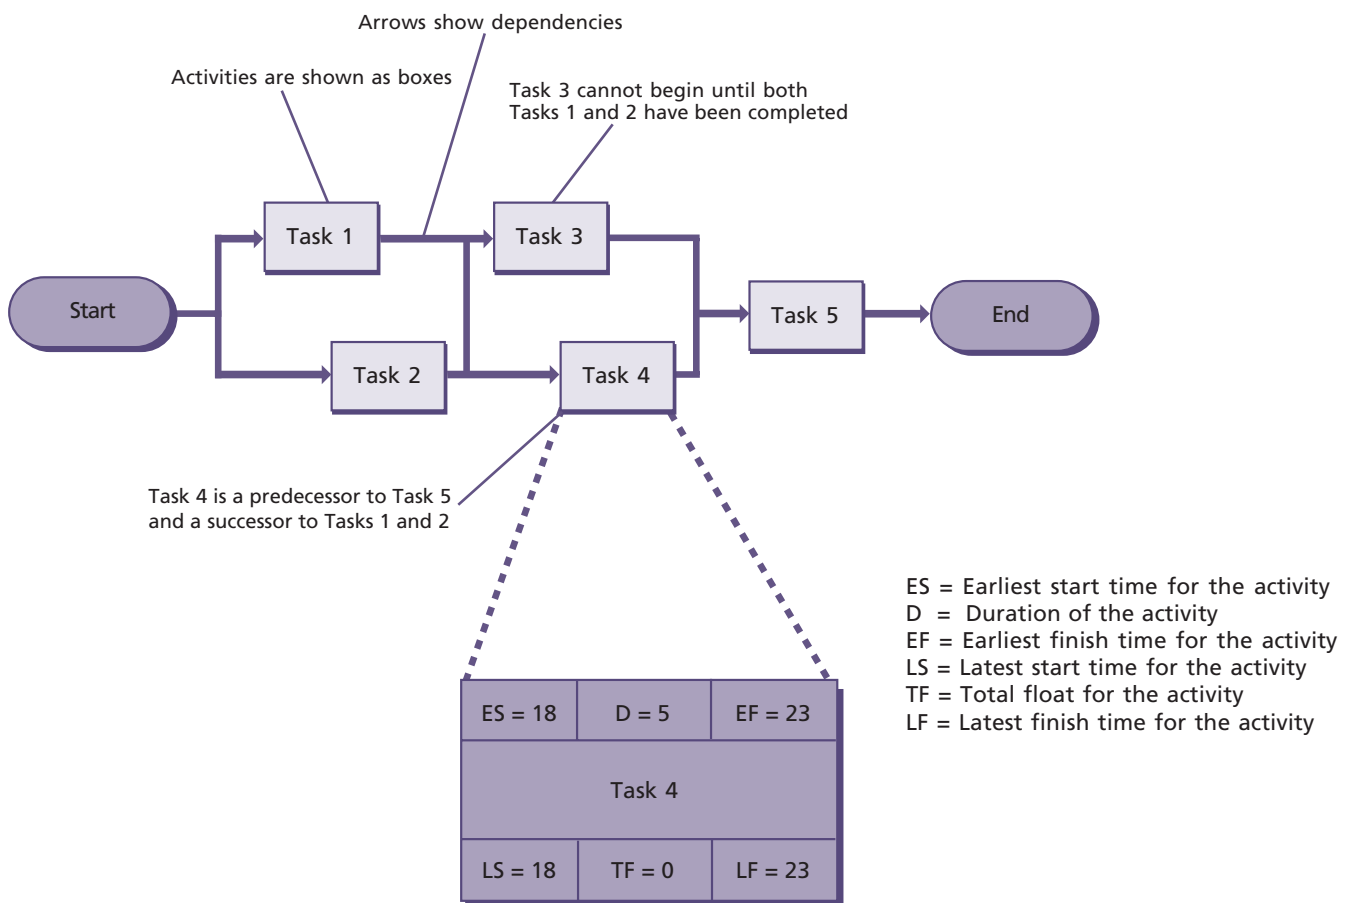 Arrows show dependencies
Activities are shown as boxes
Task 3 cannot begin until both
Tasks 1 and 2 have been completed
Task 1
Task 3
Start
Task 5
End
Task 2
Task 4
Task 4 is a predecessor to Task 5
and a successor to Tasks 1 and 2
ES = Earliest start time for the activity
D = Duration of the activity
EF = Earliest finish time for the activity
LS = Latest start time for the activity
TF = Total float for the activity
LF = Latest finish time for the activity
ES = 18
D = 5
EF = 23
Task 4
LS = 18
TF = 0
LF = 23